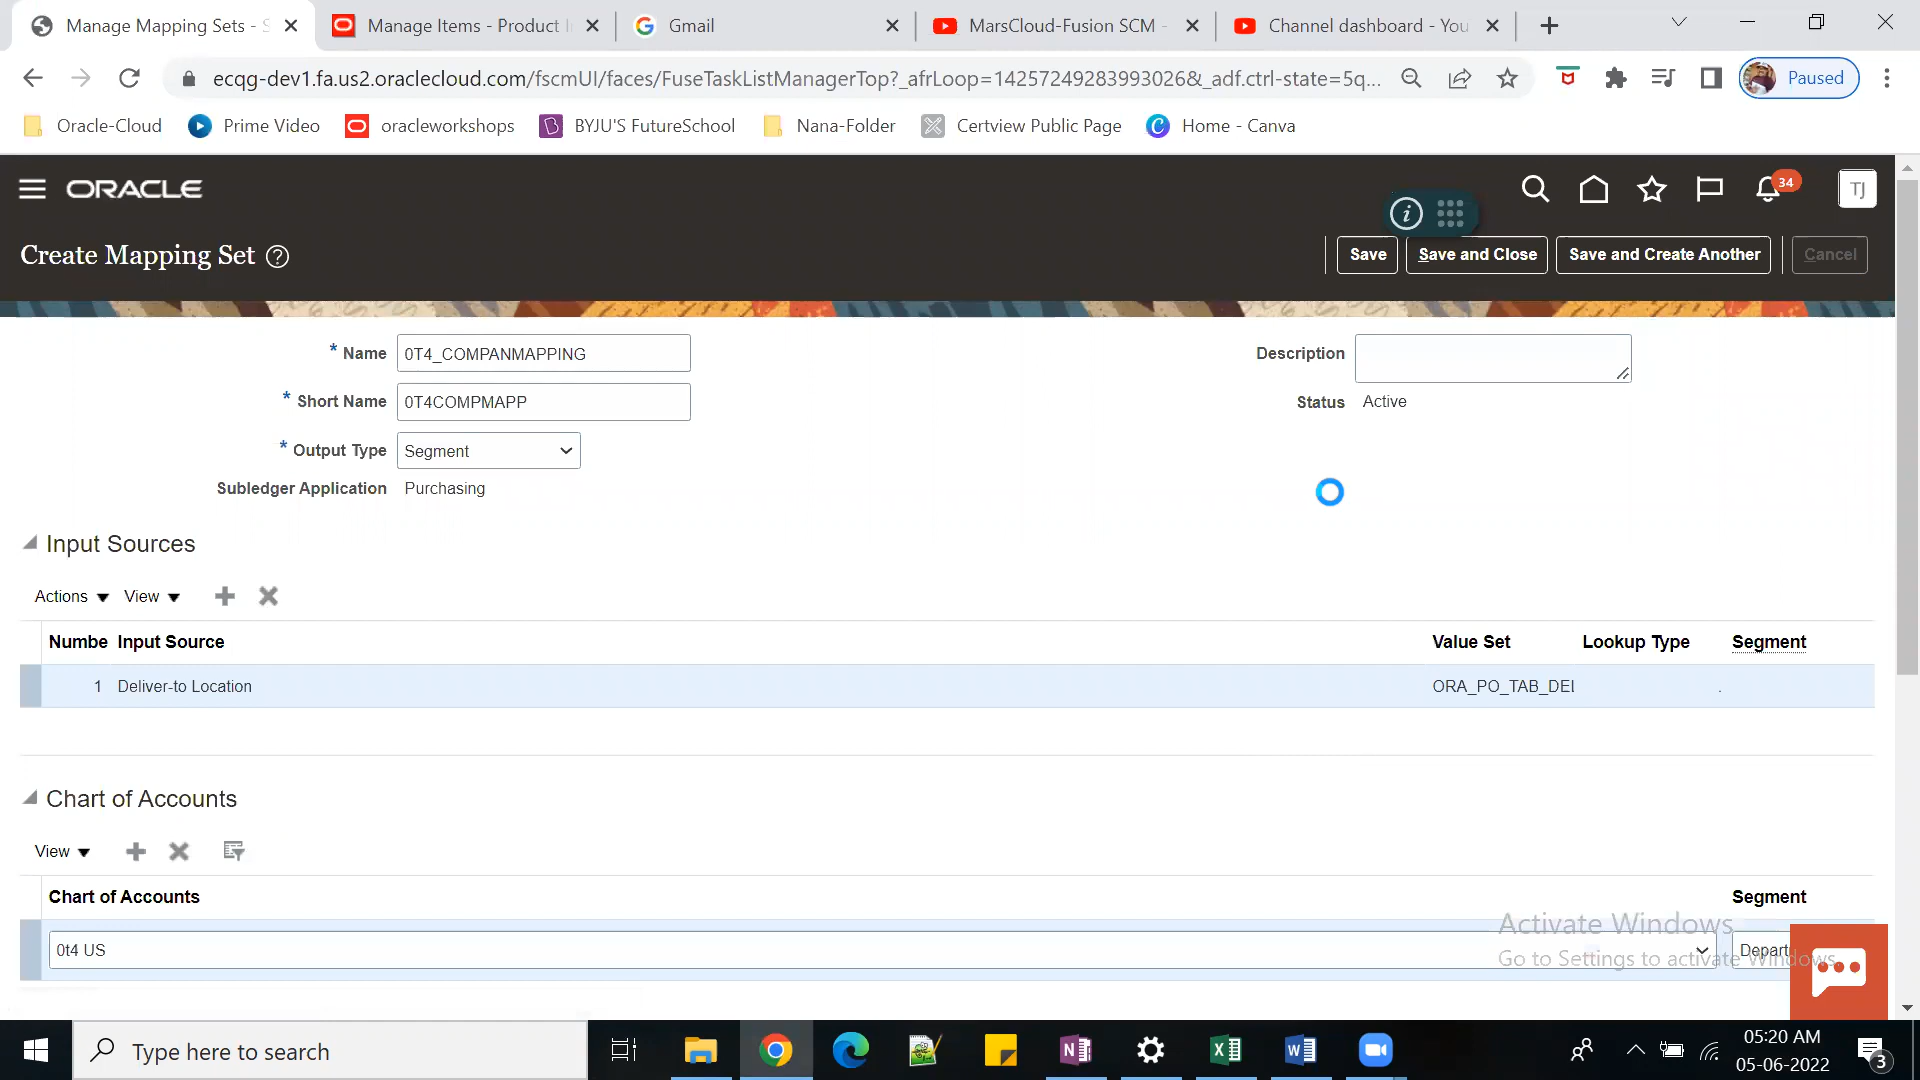 Manage Mapping Sets - S
Manage Items - Product I
Gmail
MarsCloud-Fusion SCM -
Channel dashboard - You
ecqg-dev1.fa.us2.oraclecloud.com/fscmUI/faces/FuseTaskListManagerTop?_afrLoop=14257249283993026&_adf.ctrl-state=5q...
Paused
Oracle-Cloud
Prime Video
oracleworkshops
BYJU'S FutureSchool
Nana-Folder
Certview Public Page
Home - Canva
ORACLE
34
TJ
Create Mapping Set
Save
Save and Close
Save and Create Another
Cancel
* Name 0T4_COMPANMAPPING
Description
* Short Name 0T4COMPMAPP
Status Active
* Output Type Segment
Subledger Application Purchasing
Input Sources
Actions View
Numbe Input Source Value Set Lookup Type Segment
1 Deliver-to Location ORA_PO_TAB_DEI .
Chart of Accounts
View
Chart of Accounts Segment
0t4 US Depart
Activate Windows
Go to Settings to activate Windows.
Type here to search
05:20 AM
05-06-2022
3